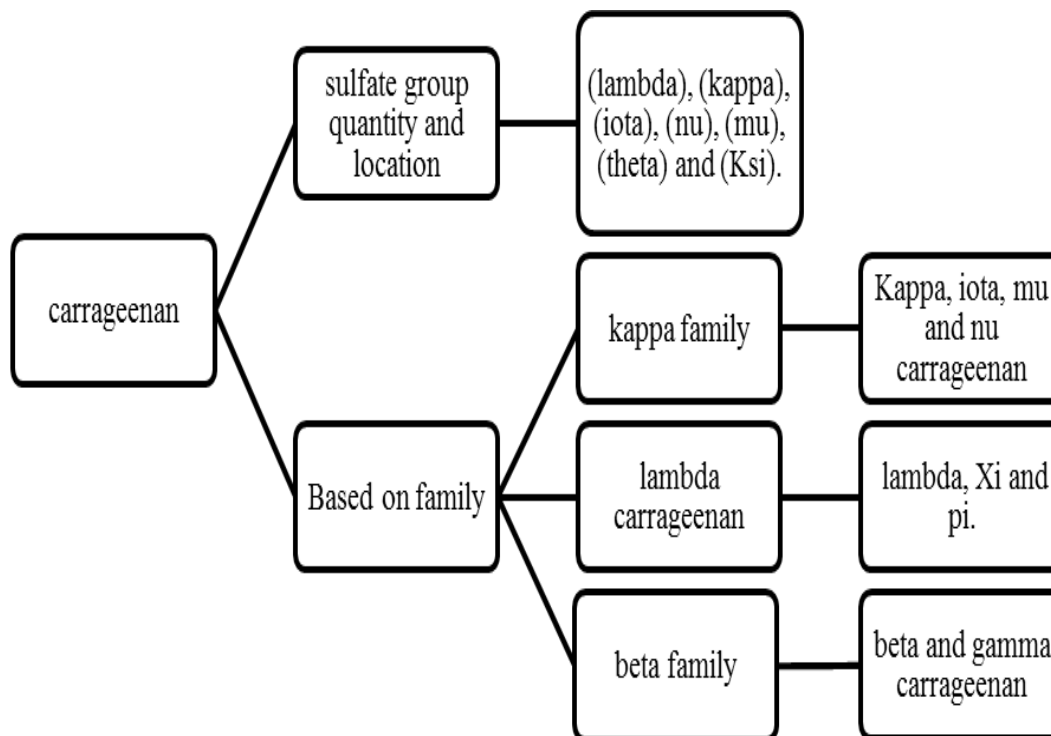 carrageenan
sulfate group
quantity and
location
(lambda), (kappa),
(iota), (nu), (mu),
(theta) and (Ksi).
Based on family
kappa family
Kappa, iota, mu
and nu
carrageenan
lambda
carrageenan
lambda, Xi and
pi.
beta family
beta and gamma
carrageenan